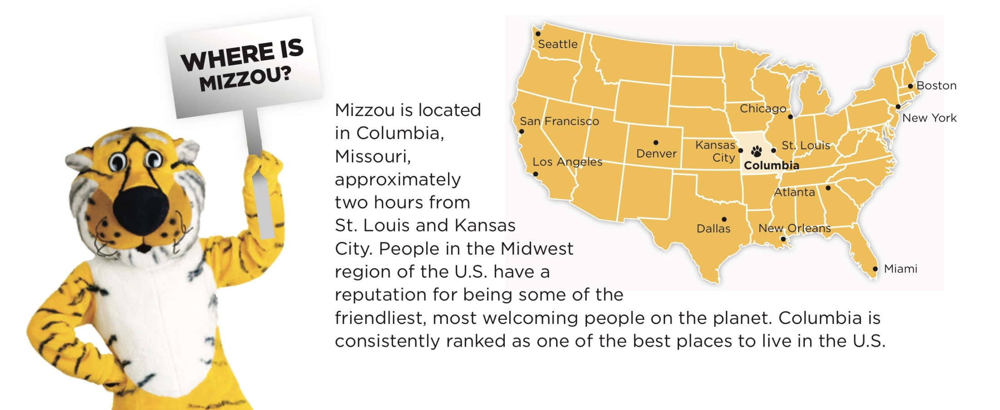 WHERE IS
MIZZOU?
Mizzou is located
in Columbia,
Missouri,
approximately
two hours from
St. Louis and Kansas
City. People in the Midwest
region of the U.S. have a
reputation for being some of the
friendliest, most welcoming people on the planet. Columbia is
consistently ranked as one of the best places to live in the U.S.
Seattle
Boston
Chicago
New York
San Francisco
Kansas
City
St. Louis
Denver
Los Angeles
Columbia
Atlanta
Dallas
New Orleans
Miami